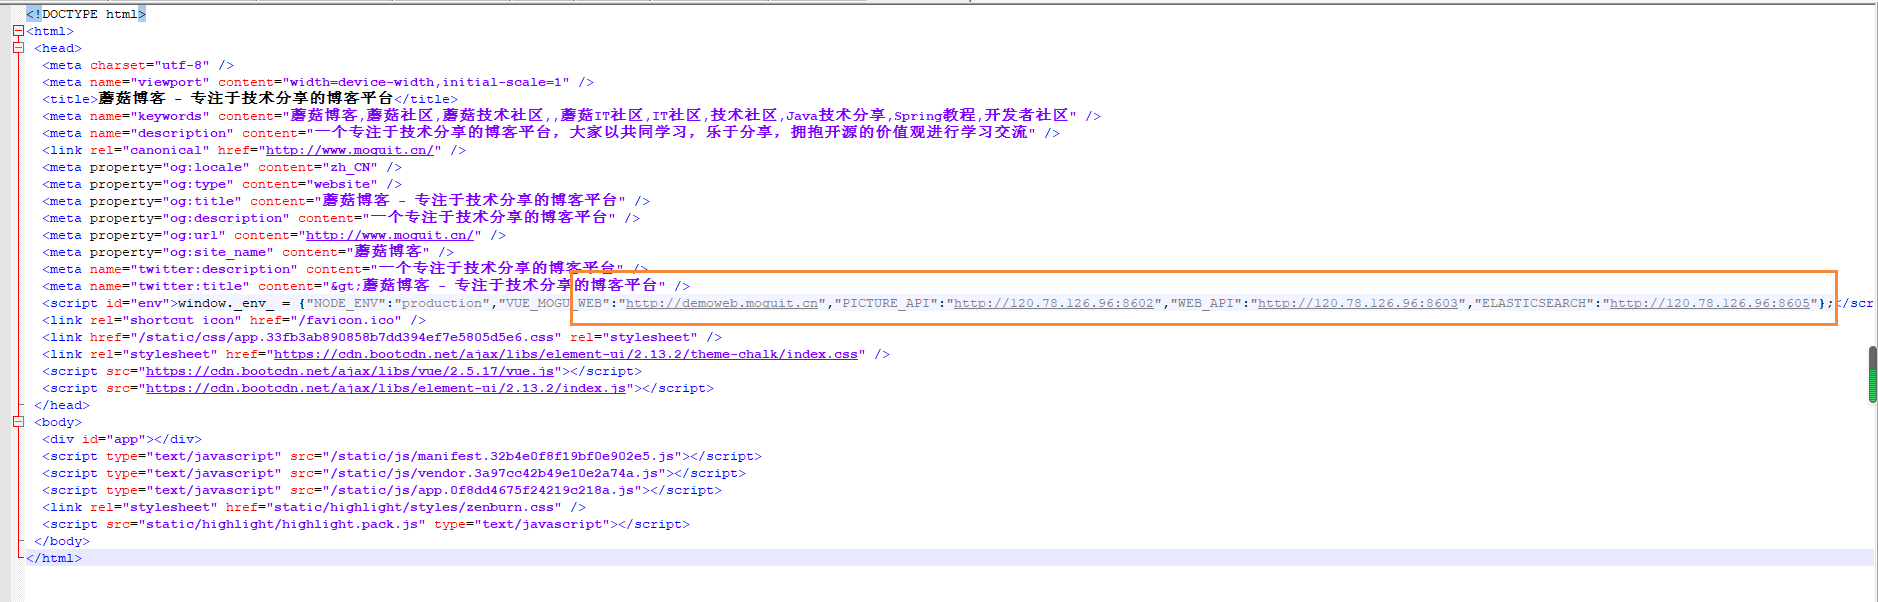 <!DOCTYPE html>
<html>
<head>
<meta charset="utf-8" />
<meta name="viewport" content="width=device-width,initial-scale=1" />
<title>蘑菇博客 - 专注于技术分享的博客平台</title>
<meta name="keywords" content="蘑菇博客,蘑菇社区,蘑菇技术社区,,蘑菇IT社区,IT社区,技术社区,Java技术分享,Spring教程,开发者社区" />
<meta name="description" content="一个专注于技术分享的博客平台，大家以共同学习，乐于分享，拥抱开源的价值观进行学习交流" />
<link rel="canonical" href="http://www.moguit.cn/" />
<meta property="og:locale" content="zh_CN" />
<meta property="og:type" content="website" />
<meta property="og:title" content="蘑菇博客 - 专注于技术分享的博客平台" />
<meta property="og:description" content="一个专注于技术分享的博客平台" />
<meta property="og:url" content="http://www.moguit.cn/" />
<meta property="og:site_name" content="蘑菇博客" />
<meta name="twitter:description" content="一个专注于技术分享的博客平台" />
<meta name="twitter:title" content="&gt;蘑菇博客 - 专注于技术分享的博客平台" />
<script id="env">window._env_ = {"NODE_ENV":"production","VUE_MOGU_WEB":"http://demoweb.moguit.cn","PICTURE_API":"http://120.78.126.96:8602","WEB_API":"http://120.78.126.96:8603","ELASTICSEARCH":"http://120.78.126.96:8605"};</scr
<link rel="shortcut icon" href="/favicon.ico" />
<link href="/static/css/app.33fb3ab890858b7dd394ef7e5805d5e6.css" rel="stylesheet" />
<link rel="stylesheet" href="https://cdn.bootcdn.net/ajax/libs/element-ui/2.13.2/theme-chalk/index.css" />
<script src="https://cdn.bootcdn.net/ajax/libs/vue/2.5.17/vue.js"></script>
<script src="https://cdn.bootcdn.net/ajax/libs/element-ui/2.13.2/index.js"></script>
</head>
<body>
<div id="app"></div>
<script type="text/javascript" src="/static/js/manifest.32b4e0f8f19bf0e902e5.js"></script>
<script type="text/javascript" src="/static/js/vendor.3a97cc42b49e10e2a74a.js"></script>
<script type="text/javascript" src="/static/js/app.0f8dd4675f24219c218a.js"></script>
<link rel="stylesheet" href="static/highlight/styles/zenburn.css" />
<script src="static/highlight/highlight.pack.js" type="text/javascript"></script>
</body>
</html>